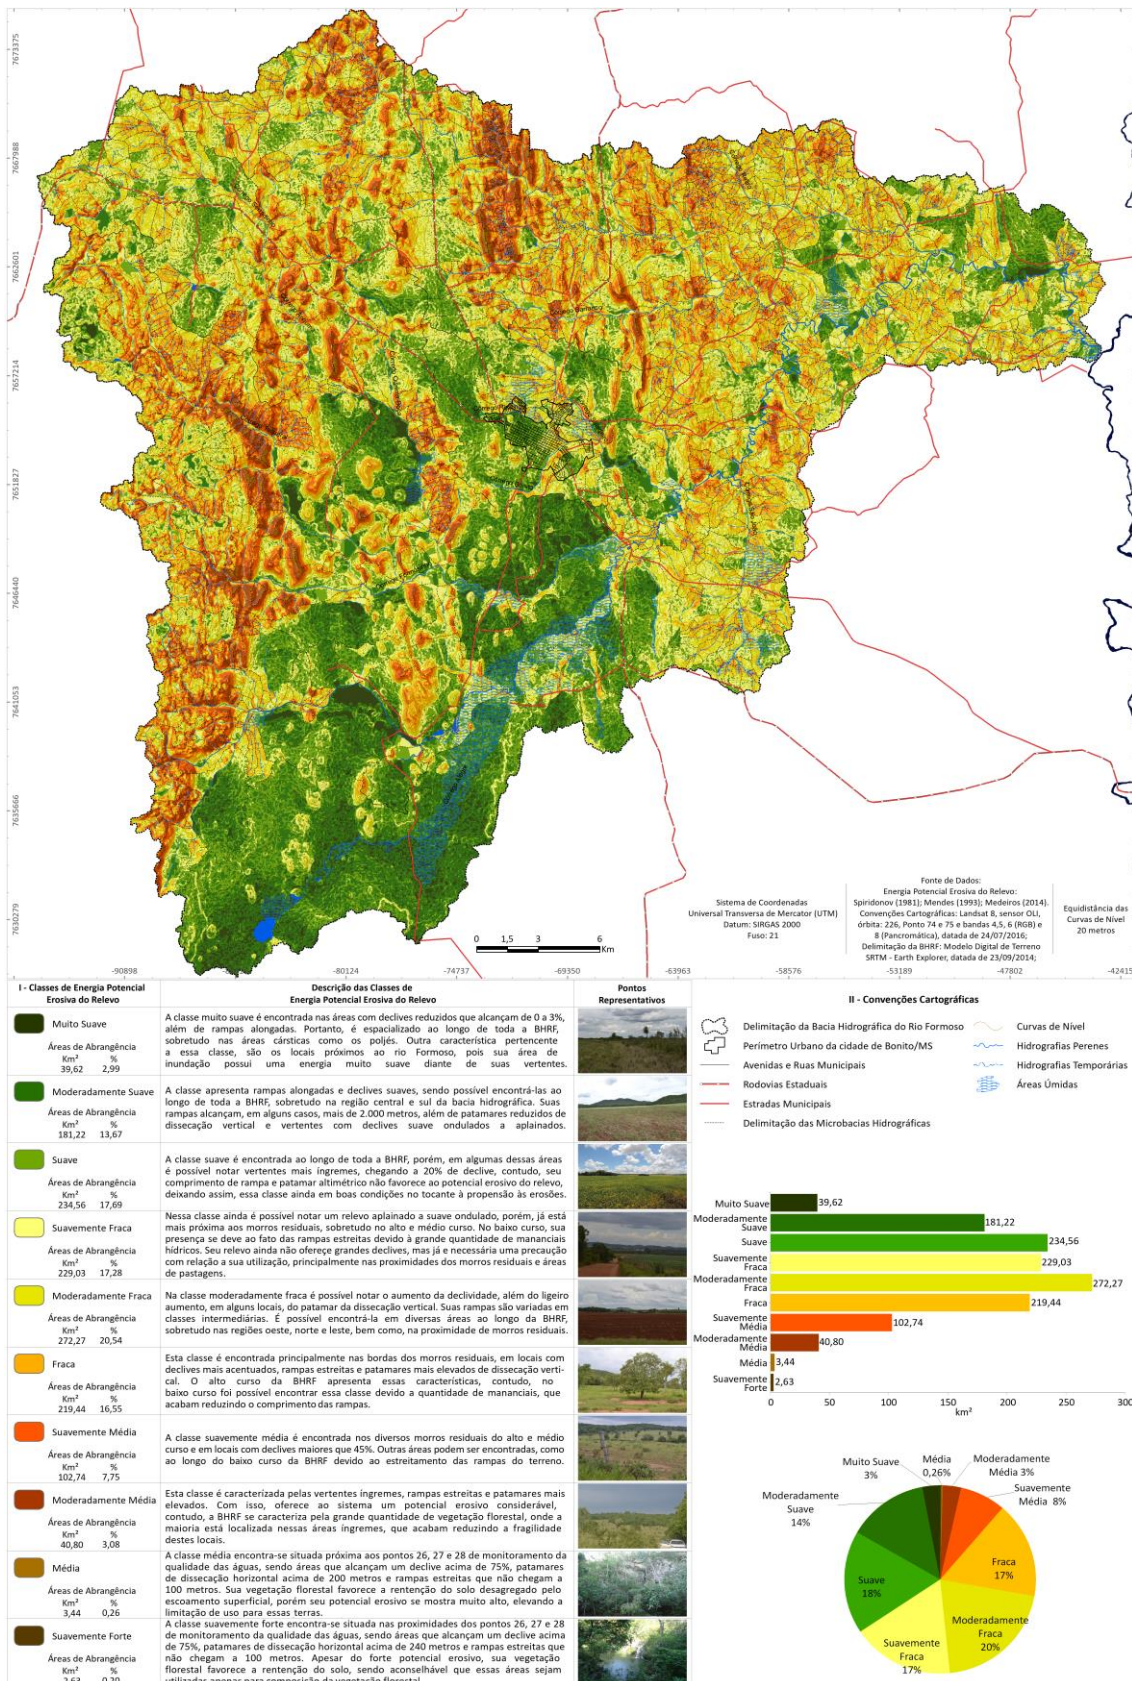 7673375
7667988
7662601
7657214
7651827
7646440
7641053
7635666
7630279
Sistema de Coordenadas
Universal Transversa de Mercator (UTM)
Datum: SIRGAS 2000
Fuso: 21
Fonte de Dados:
Energia Potencial Erosiva do Relevo:
Spiridonov (1981); Mendes (1993); Medeiros (2014).
Convenções Cartográficas: Landsat 8, sensor OLI,
órbita: 226, Ponto 74 e 75 e bandas 4,5, 6 (RGB) e
8 (Pancromática), datada de 24/07/2016;
Delimitação da BHRF: Modelo Digital de Terreno
SRTM - Earth Explorer, datada de 23/09/2014;
Equidistância das
Curvas de Nível
20 metros
0 1,5 3 6
Km
-90898 -80124 -74737 -69350 -63963 -58576 -53189 -47802 -42415
I - Classes de Energia Potencial
Erosiva do Relevo
Descrição das Classes de
Energia Potencial Erosiva do Relevo
Pontos
Representativos
Muito Suave
Áreas de Abrangência
Km² %
39,62 2,99
A classe muito suave é encontrada nas áreas com declives reduzidos que alcançam de 0 a 3%,
além de rampas alongadas. Portanto, é espacializado ao longo de toda a BHRF,
sobretudo nas áreas cársticas como os poljés. Outra característica pertencente
a essa classe, são os locais próximos ao rio Formoso, pois sua área de
inundação possui uma energia muito suave diante de suas vertentes.
Moderadamente Suave
Áreas de Abrangência
Km² %
181,22 13,67
A classe apresenta rampas alongadas e declives suaves, sendo possível encontrá-las ao
longo de toda a BHRF, sobretudo na região central e sul da bacia hidrográfica. Suas
rampas alcançam, em alguns casos, mais de 2.000 metros, além de patamares reduzidos de
dissecação vertical e vertentes com declives suave ondulados a aplainados.
Suave
Áreas de Abrangência
Km² %
234,56 17,69
A classe suave é encontrada ao longo de toda a BHRF, porém, em algumas dessas áreas
é possível notar vertentes mais íngremes, chegando a 20% de declive, contudo, seu
comprimento de rampa e patamar altimétrico não favorece ao potencial erosivo do relevo,
deixando assim, essa classe ainda em boas condições no tocante à propensão às erosões.
Suavemente Fraca
Áreas de Abrangência
Km² %
229,03 17,28
Nessa classe ainda é possível notar um relevo aplainado a suave ondulado, porém, já está
mais próxima aos morros residuais, sobretudo no alto e médio curso. No baixo curso, sua
presença se deve ao fato das rampas estreitas devido à grande quantidade de mananciais
hídricos. Seu relevo ainda não ofereçe grandes declives, mas já e necessária uma precaução
com relação a sua utilização, principalmente nas proximidades dos morros residuais e áreas
de pastagens.
Moderadamente Fraca
Áreas de Abrangência
Km² %
272,27 20,54
Na classe moderadamente fraca é possível notar o aumento da declividade, além do ligeiro
aumento, em alguns locais, do patamar da dissecação vertical. Suas rampas são variadas em
classes intermediárias. É possível encontrá-la em diversas áreas ao longo da BHRF,
sobretudo nas regiões oeste, norte e leste, bem como, na proximidade de morros residuais.
Fraca
Áreas de Abrangência
Km² %
219,44 16,55
Esta classe é encontrada principalmente nas bordas dos morros residuais, em locais com
declives mais acentuados, rampas estreitas e patamares mais elevados de dissecação verti-
cal. O alto curso da BHRF apresenta essas características, contudo, no
baixo curso foi possível encontrar essa classe devido a quantidade de mananciais, que
acabam reduzindo o comprimento das rampas.
Suavemente Média
Áreas de Abrangência
Km² %
102,74 7,75
A classe suavemente média é encontrada nos diversos morros residuais do alto e médio
curso e em locais com declives maiores que 45%. Outras áreas podem ser encontradas, como
ao longo do baixo curso da BHRF devido ao estreitamento das rampas do terreno.
Moderadamente Média
Áreas de Abrangência
Km² %
40,80 3,08
Esta classe é caracterizada pelas vertentes íngremes, rampas estreitas e patamares mais
elevados. Com isso, oferece ao sistema um potencial erosivo considerável,
contudo, a BHRF se caracteriza pela grande quantidade de vegetação florestal, onde a
maioria está localizada nessas áreas íngremes, que acabam reduzindo a fragilidade
destes locais.
Média
Áreas de Abrangência
Km² %
3,44 0,26
A classe média encontra-se situada próxima aos pontos 26, 27 e 28 de monitoramento da
qualidade das águas, sendo áreas que alcançam um declive acima de 75%, patamares
de dissecação horizontal acima de 200 metros e rampas estreitas que não chegam a
100 metros. Sua vegetação florestal favorece a rentenção do solo desagregado pelo
escoamento superficial, porém seu potencial erosivo se mostra muito alto, elevando a
limitação de uso para essas terras.
Suavemente Forte
Áreas de Abrangência
Km² %
2,63 0,20
A classe suavemente forte encontra-se situada nas proximidades dos pontos 26, 27 e 28
de monitoramento da qualidade das águas, sendo áreas que alcançam um declive acima
de 75%, patamares de dissecação horizontal acima de 240 metros e rampas estreitas que
não chegam a 100 metros. Apesar do forte potencial erosivo, sua vegetação
florestal favorece a retenção do solo, sendo aconselhável que essas áreas sejam
utilizadas apenas para composição da vegetação florestal.
II - Convenções Cartográficas
Delimitação da Bacia Hidrográfica do Rio Formoso
Perímetro Urbano da cidade de Bonito/MS
Avenidas e Ruas Municipais
Rodovias Estaduais
Estradas Municipais
Delimitação das Microbacias Hidrográficas
Curvas de Nível
Hidrografias Perenes
Hidrografias Temporárias
Áreas Úmidas
Muito Suave 39,62
Moderadamente
Suave 181,22
Suave 234,56
Suavemente
Fraca 229,03
Moderadamente
Fraca 272,27
Fraca 219,44
Suavemente
Média 102,74
Moderadamente
Média 40,80
Média 3,44
Suavemente
Forte 2,63
0 50 100 150 200 250 300
km²
Muito Suave
3%
Média
0,26%
Moderadamente
Média 3%
Suavemente
Média 8%
Moderadamente
Suave
14%
Fraca
17%
Suave
18%
Moderadamente
Fraca
20%
Suavemente
Fraca
17%